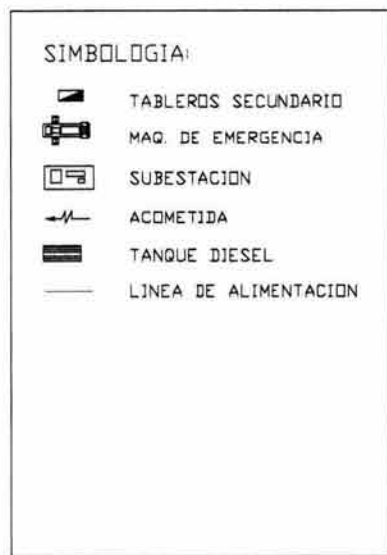 SIMBOLOGIA:
TABLEROS SECUNDARIO
MAQ. DE EMERGENCIA
SUBESTACION
ACOMETIDA
TANQUE DIESEL
LINEA DE ALIMENTACION